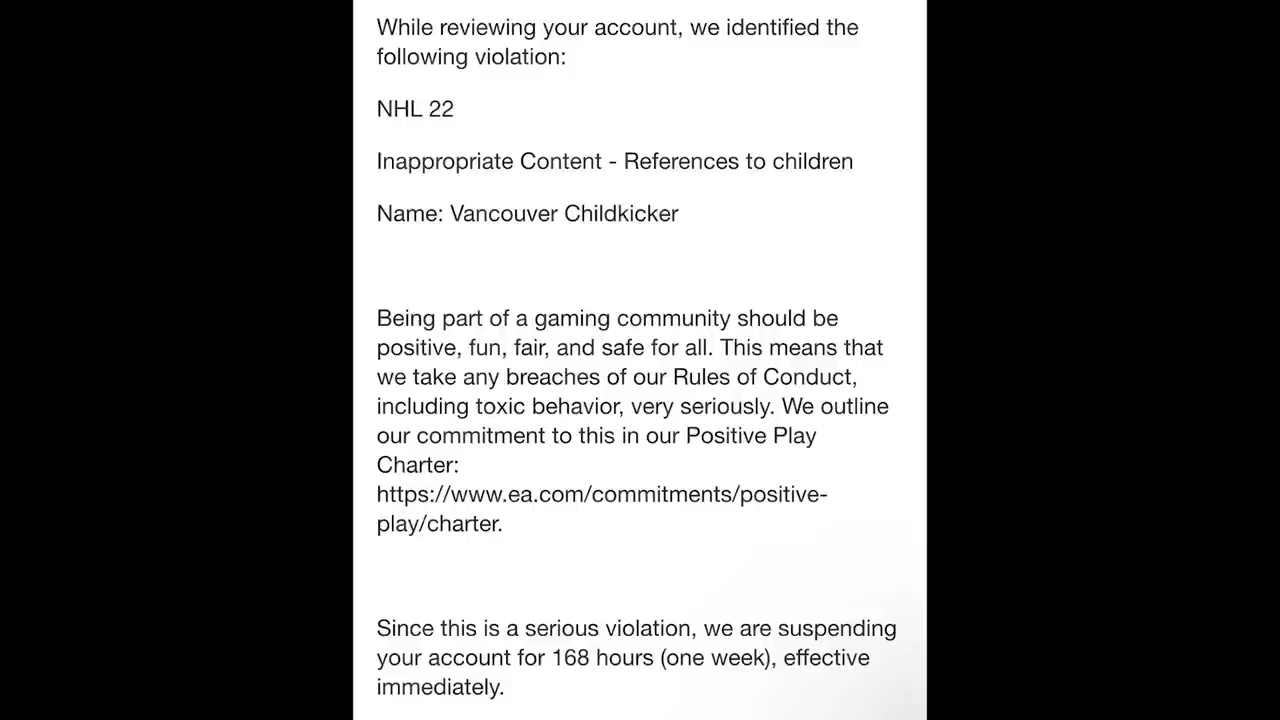 While reviewing your account, we identified the
following violation:
NHL 22
Inappropriate Content - References to children
Name: Vancouver Childkicker
Being part of a gaming community should be
positive, fun, fair, and safe for all. This means that
we take any breaches of our Rules of Conduct,
including toxic behavior, very seriously. We outline
our commitment to this in our Positive Play
Charter:
https://www.ea.com/commitments/positive-
play/charter.
Since this is a serious violation, we are suspending
your account for 168 hours (one week), effective
immediately.